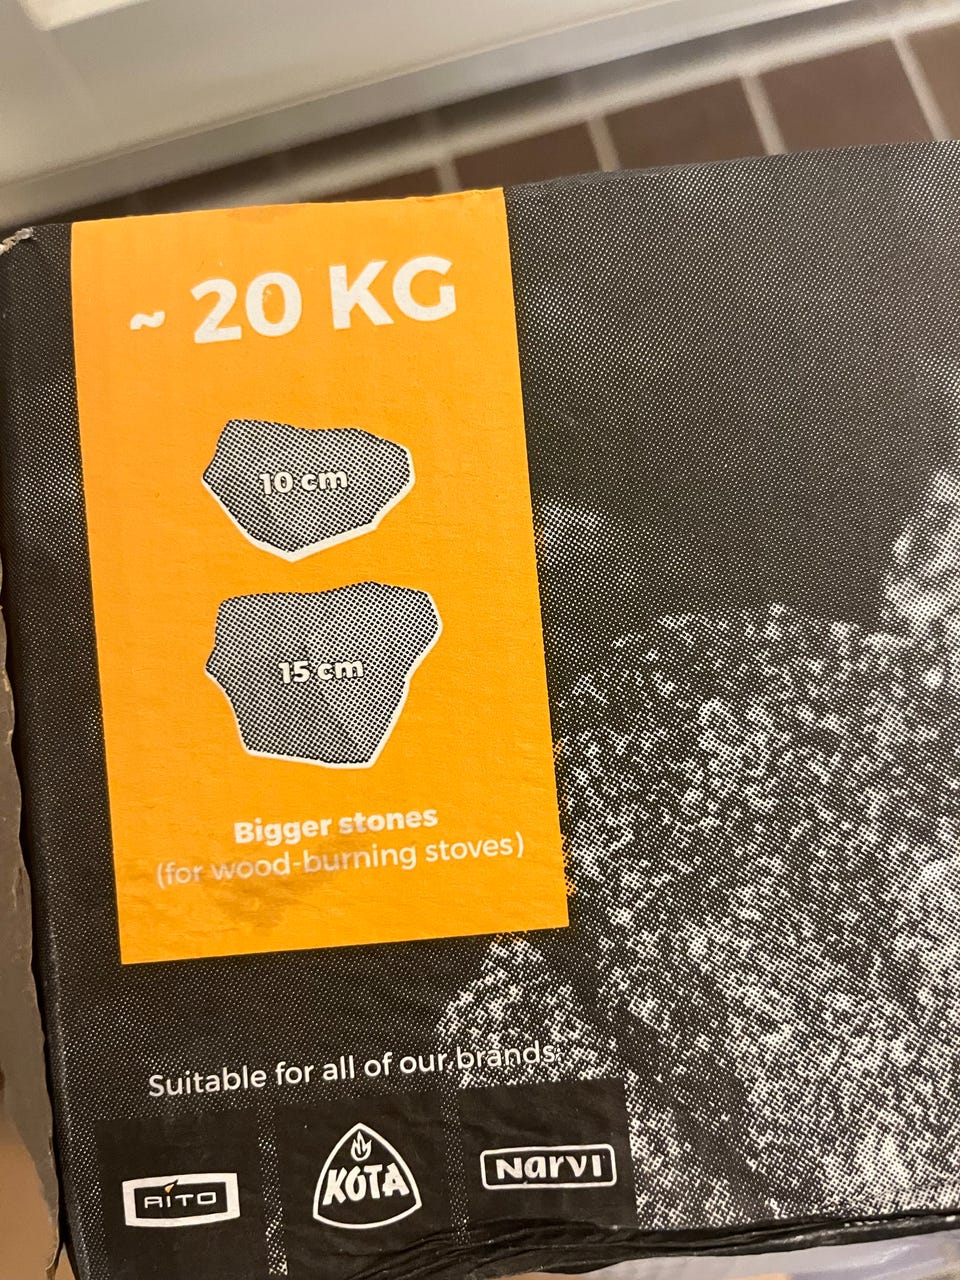 ~ 20 KG
10 cm
15 cm
Bigger stones
(for wood-burning stoves)
Suitable for all of our brands:
AITO
KOTA
NARVI